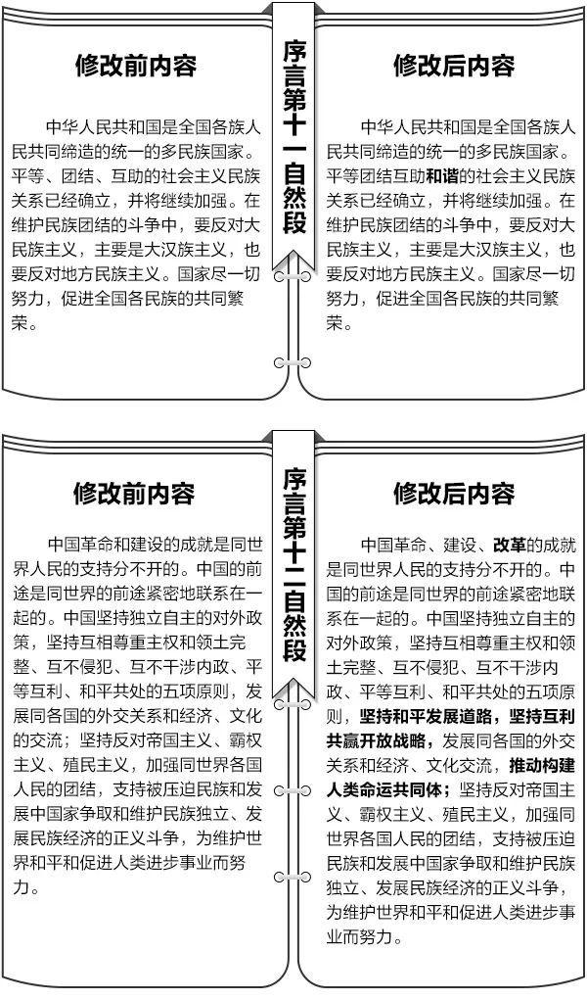 序言第十一自然段
修改前内容
中华人民共和国是全国各族人
民共同缔造的统一的多民族国家。
平等、团结、互助的社会主义民族
关系已经确立，并将继续加强。在
维护民族团结的斗争中，要反对大
民族主义，主要是大汉族主义，也
要反对地方民族主义。国家尽一切
努力，促进全国各民族的共同繁
荣。
修改后内容
中华人民共和国是全国各族人
民共同缔造的统一的多民族国家。
平等团结互助和谐的社会主义民族
关系已经确立，并将继续加强。在
维护民族团结的斗争中，要反对大
民族主义，主要是大汉族主义，也
要反对地方民族主义。国家尽一切
努力，促进全国各民族的共同繁
荣。
序言第十二自然段
修改前内容
中国革命和建设的成就是同世
界人民的支持分不开的。中国的前
途是同世界的前途紧密地联系在一
起的。中国坚持独立自主的对外政
策，坚持互相尊重主权和领土完
整、互不侵犯、互不干涉内政、平
等互利、和平共处的五项原则，发
展同各国的外交关系和经济、文化
的交流；坚持反对帝国主义、霸权
主义、殖民主义，加强同世界各国
人民的团结，支持被压迫民族和发
展中国家争取和维护民族独立、发
展民族经济的正义斗争，为维护世
界和平和促进人类进步事业而努
力。
修改后内容
中国革命、建设、改革的成就
是同世界人民的支持分不开的。中
国的前途是同世界的前途紧密地联
系在一起的。中国坚持独立自主的
对外政策，坚持互相尊重主权和领
土完整、互不侵犯、互不干涉内
政、平等互利、和平共处的五项原
则，坚持和平发展道路，坚持互利
共赢开放战略，发展同各国的外交
关系和经济、文化交流，推动构建
人类命运共同体；坚持反对帝国主
义、霸权主义、殖民主义，加强同
世界各国人民的团结，支持被压迫
民族和发展中国家争取和维护民族
独立、发展民族经济的正义斗争，
为维护世界和平和促进人类进步事
业而努力。